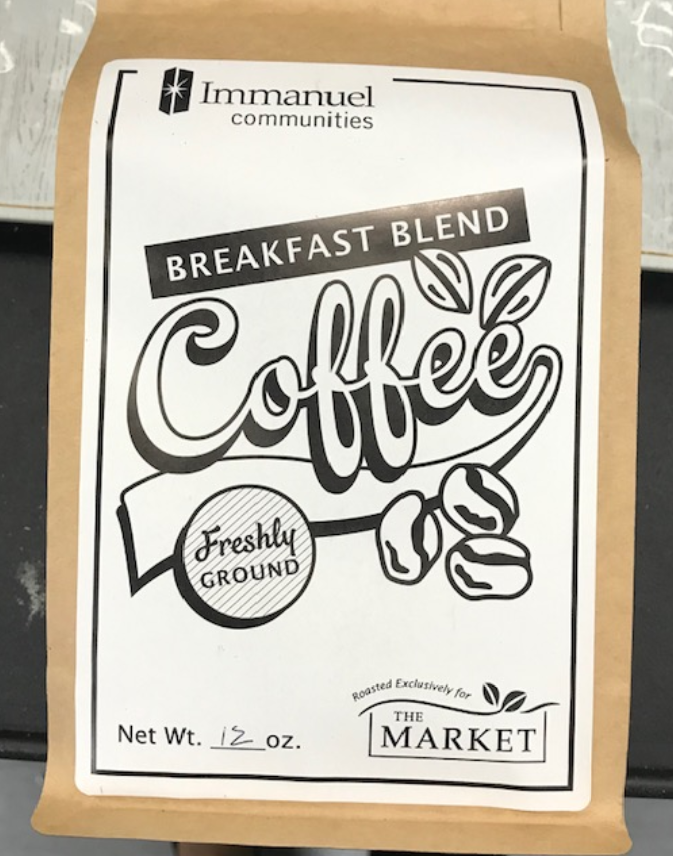 Immanuel
communities
BREAKFAST BLEND
Coffee
Freshly
GROUND
Roasted Exclusively for
THE
MARKET
Net Wt. 12 oz.